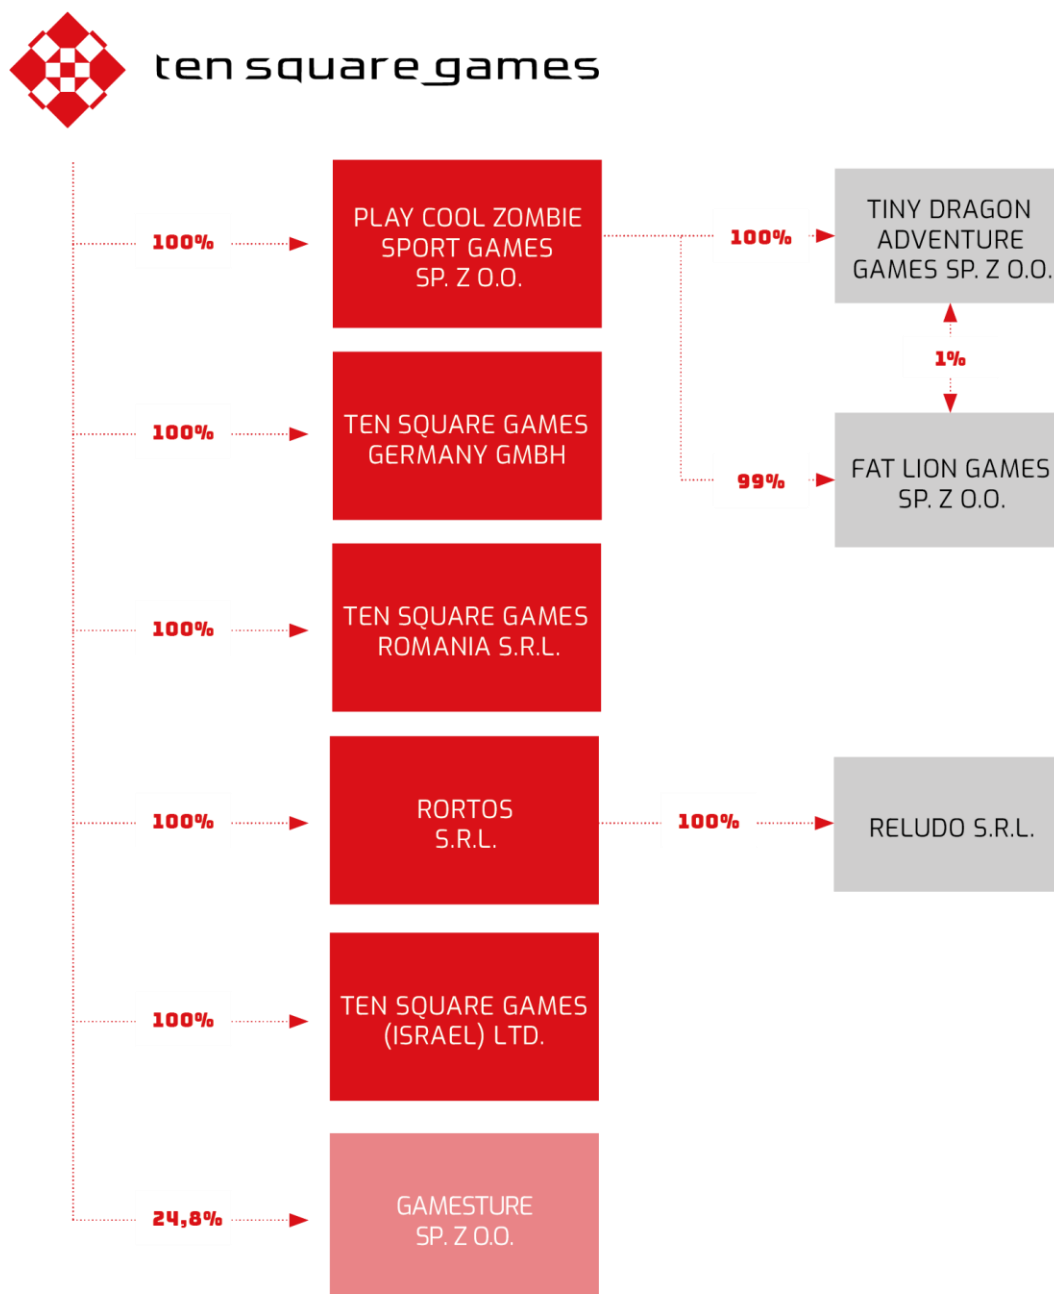 ten square_games
100%
PLAY COOL ZOMBIE
SPORT GAMES
SP. Z O.O.
100%
TINY DRAGON
ADVENTURE
GAMES SP. Z O.O.
1%
100%
TEN SQUARE GAMES
GERMANY GMBH
99%
FAT LION GAMES
SP. Z O.O.
100%
TEN SQUARE GAMES
ROMANIA S.R.L.
100%
RORTOS
S.R.L.
100%
RELUDO S.R.L.
100%
TEN SQUARE GAMES
(ISRAEL) LTD.
24,8%
GAMESTURE
SP. Z O.O.